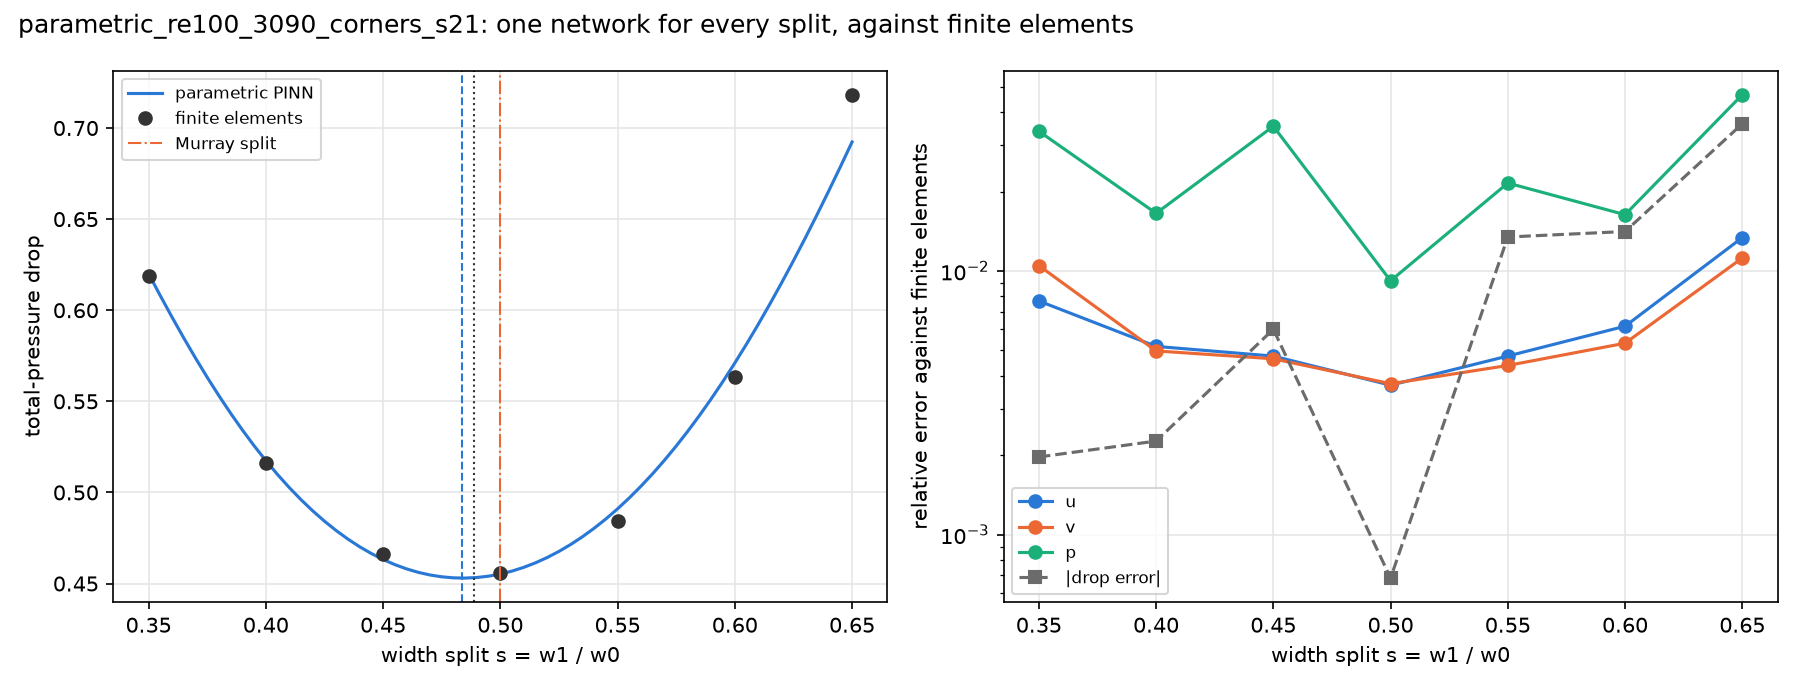 parametric_re100_3090_corners_s21: one network for every split, against finite elements
parametric PINN
finite elements
Murray split
total-pressure drop
0.70
0.65
0.60
0.55
0.50
0.45
0.35 0.40 0.45 0.50 0.55 0.60 0.65
width split s = w1 / w0
relative error against finite elements
10⁻²
10⁻³
u
v
p
|drop error|
0.35 0.40 0.45 0.50 0.55 0.60 0.65
width split s = w1 / w0